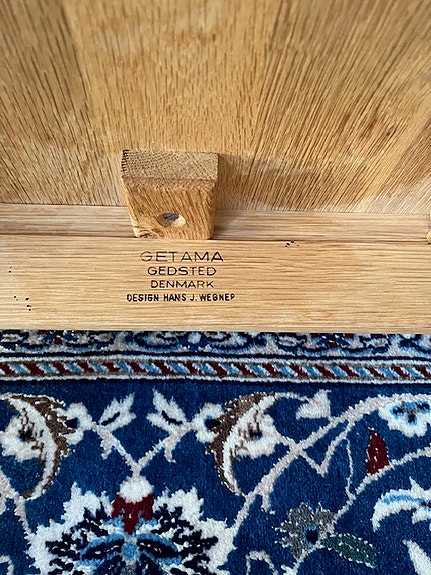 GETAMA
GEDSTED
DENMARK
DESIGN HANS J. WEGNER